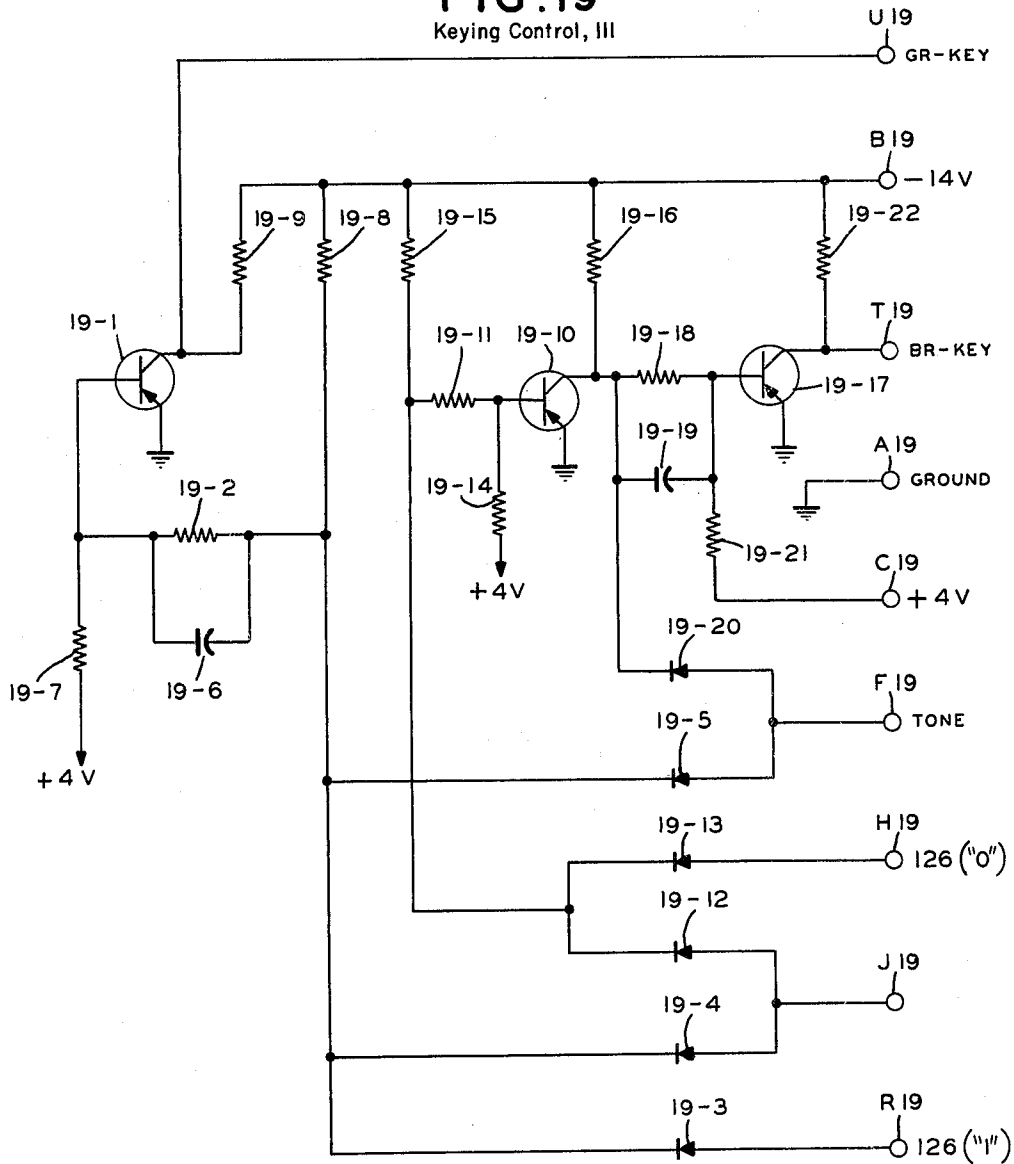 FIG.19
Keying Control, III
U19
GR-KEY
B19
-14V
19-9
19-8
19-15
19-16
19-22
19-1
19-11
19-10
19-18
T19
BR-KEY
19-17
19-19
A19
GROUND
19-2
19-14
19-21
C19
+4V
+4V
19-20
19-7
19-6
F19
TONE
19-5
+4V
19-13
H19
126 ("0")
19-12
J19
19-4
19-3
R19
126 ("1")